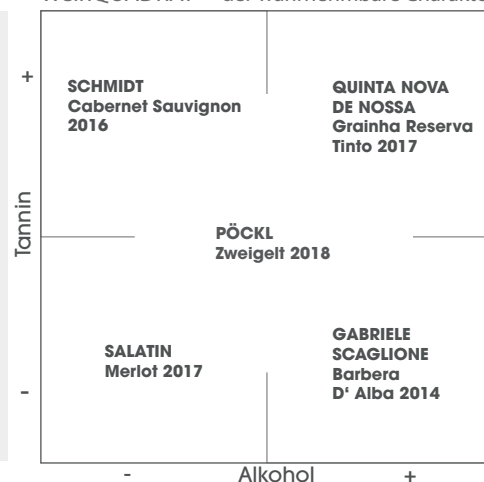 +
SCHMIDT
Cabernet Sauvignon
2016
QUINTA NOVA
DE NOSSA
Grainha Reserva
Tinto 2017
Tannin
PÖCKL
Zweigelt 2018
SALATIN
Merlot 2017
GABRIELE
SCAGLIONE
Barbera
D‘ Alba 2014
-
- Alkohol +